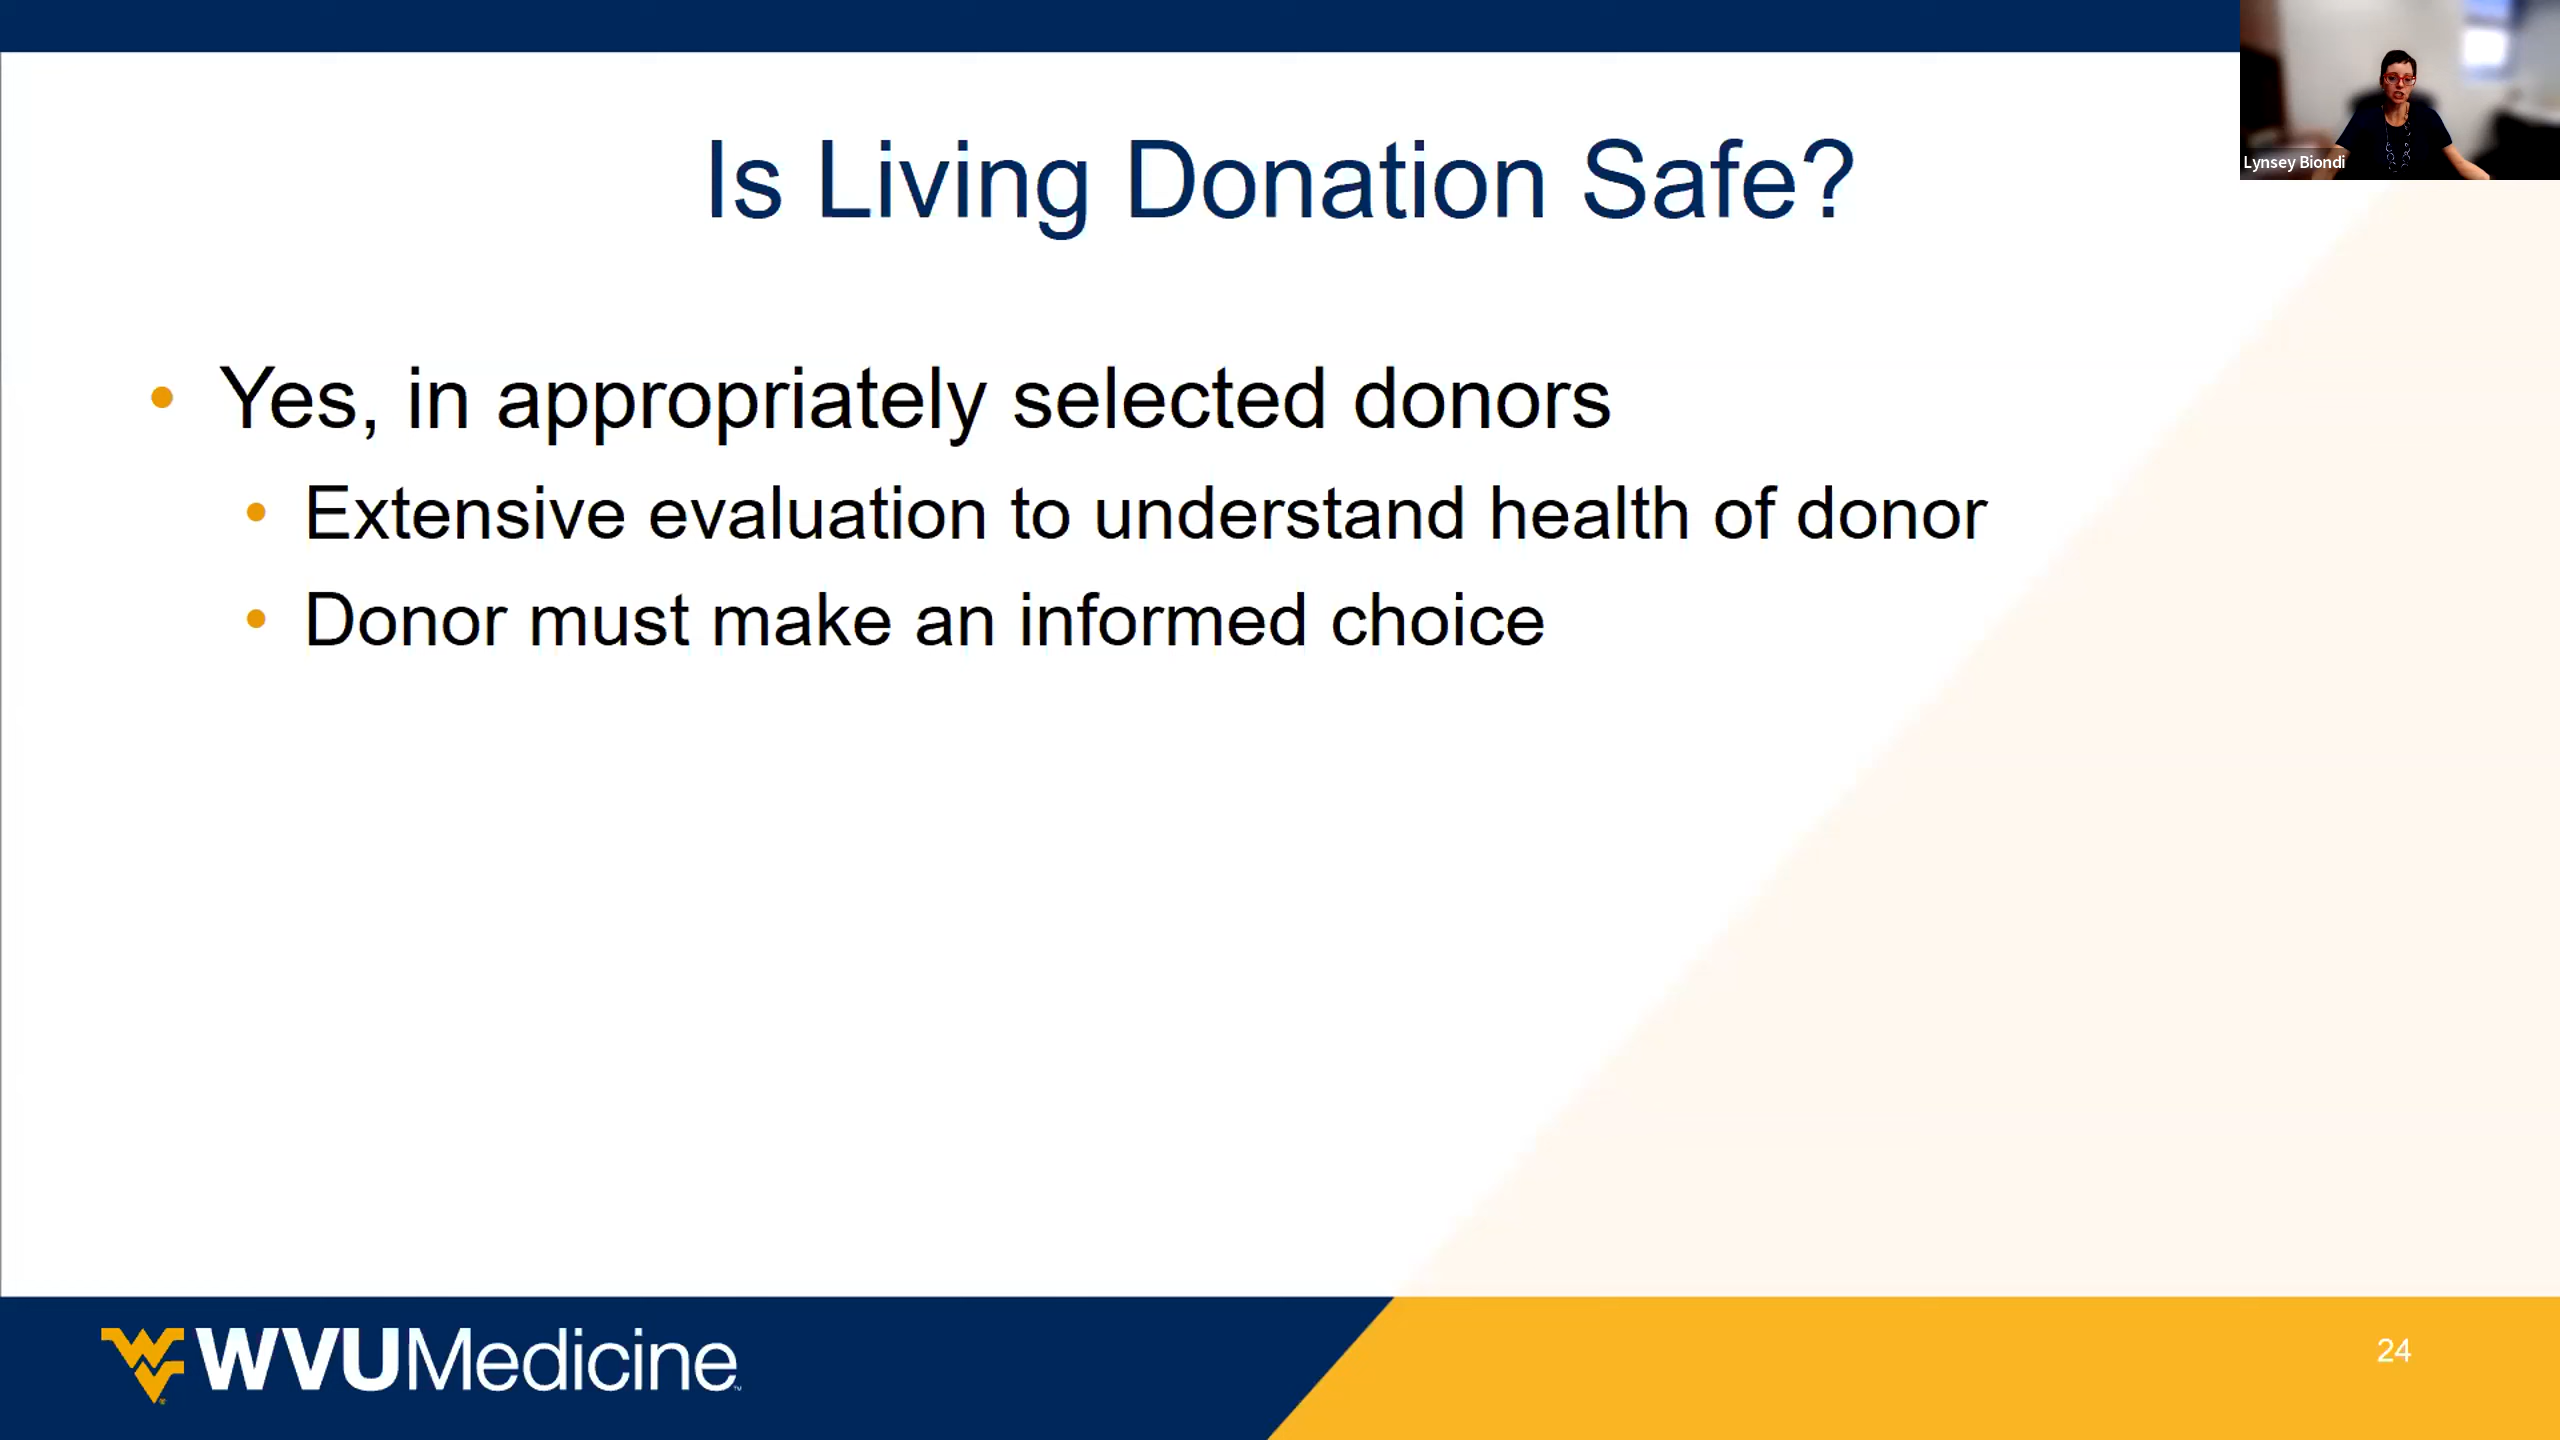 Lynsey Biondi
Is Living Donation Safe?
• Yes, in appropriately selected donors
• Extensive evaluation to understand health of donor
• Donor must make an informed choice
WVUMedicine™
24